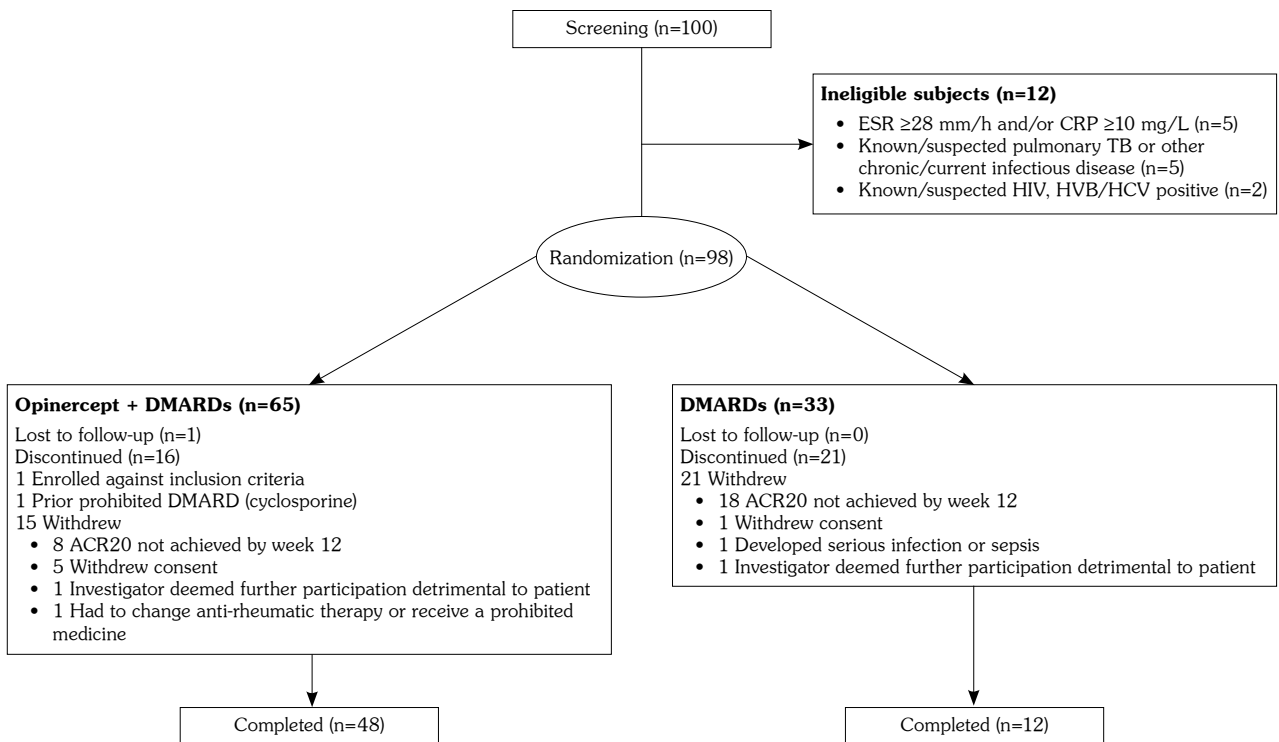 Screening (n=100)
Ineligible subjects (n=12)
• ESR ≥28 mm/h and/or CRP ≥10 mg/L (n=5)
• Known/suspected pulmonary TB or other
chronic/current infectious disease (n=5)
• Known/suspected HIV, HVB/HCV positive (n=2)
Randomization (n=98)
Opinercept + DMARDs (n=65)
Lost to follow-up (n=1)
Discontinued (n=16)
1 Enrolled against inclusion criteria
1 Prior prohibited DMARD (cyclosporine)
15 Withdrew
• 8 ACR20 not achieved by week 12
• 5 Withdrew consent
• 1 Investigator deemed further participation detrimental to patient
• 1 Had to change anti-rheumatic therapy or receive a prohibited
medicine
DMARDs (n=33)
Lost to follow-up (n=0)
Discontinued (n=21)
21 Withdrew
• 18 ACR20 not achieved by week 12
• 1 Withdrew consent
• 1 Developed serious infection or sepsis
• 1 Investigator deemed further participation detrimental to patient
Completed (n=48)
Completed (n=12)